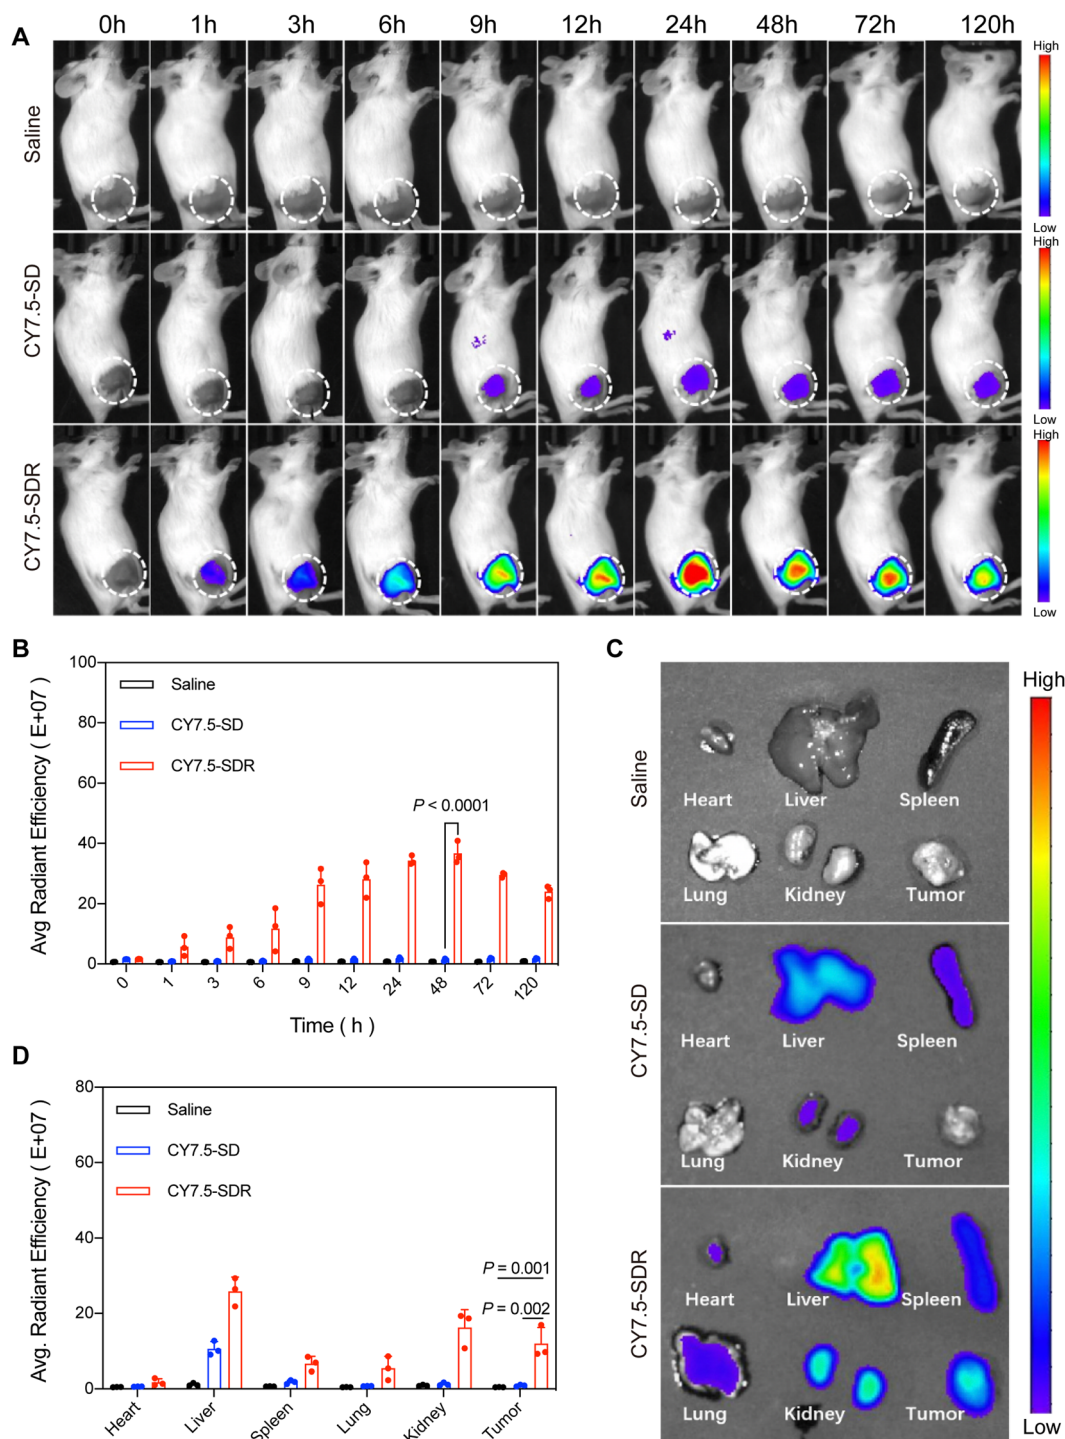 0h 1h 3h 6h 9h 12h 24h 48h 72h 120h
A
High
Saline
Low
High
CY7.5-SD
Low
High
CY7.5-SDR
Low
B
100
80
60
40
20
0
Avg Radiant Efficiency ( E+07 )
Saline
CY7.5-SD
CY7.5-SDR
P < 0.0001
0 1 3 6 9 12 24 48 72 120
Time ( h )
C
High
Saline
Heart Liver Spleen
Lung Kidney Tumor
CY7.5-SD
Heart Liver Spleen
Lung Kidney Tumor
CY7.5-SDR
Heart Liver Spleen
Lung Kidney Tumor
Low
D
80
60
40
20
0
Avg. Radiant Efficiency ( E+07 )
Saline
CY7.5-SD
CY7.5-SDR
P = 0.001
P = 0.002
Heart Liver Spleen Lung Kidney Tumor